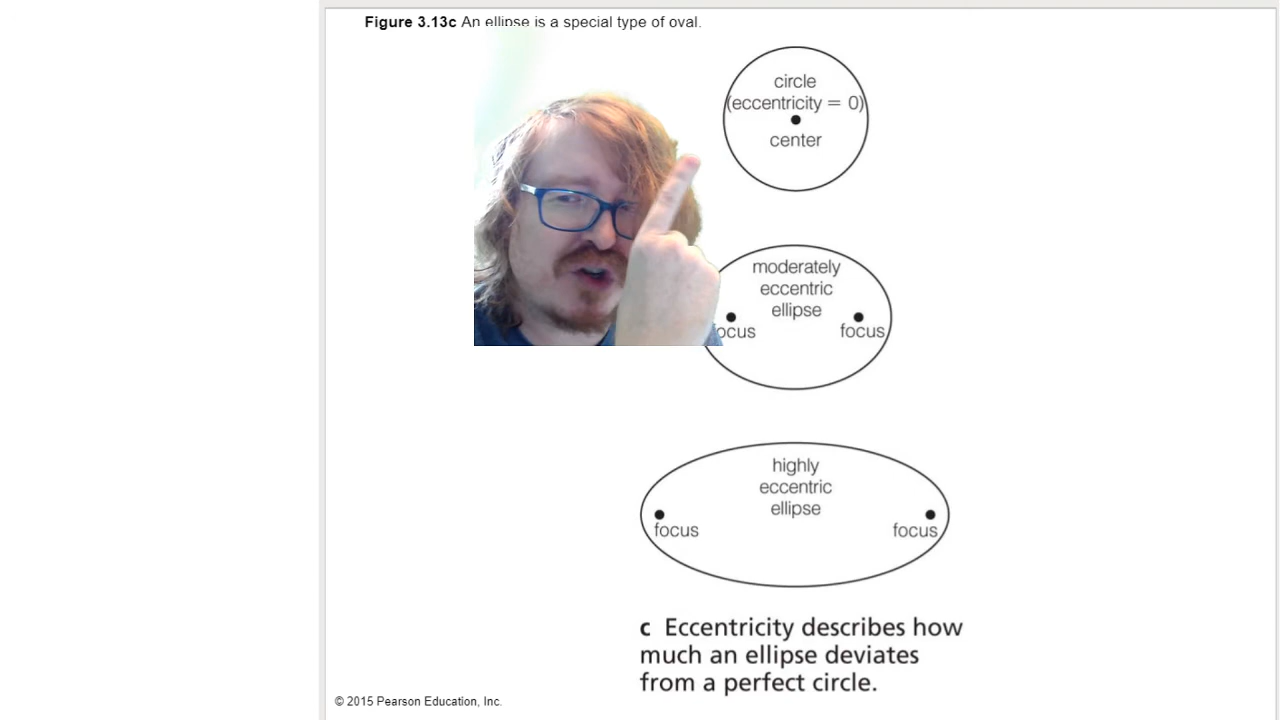 Figure 3.13c An ellipse is a special type of oval.
circle
(eccentricity = 0)
center
moderately
eccentric
ellipse
ocus focus
highly
eccentric
ellipse
focus focus
c Eccentricity describes how
much an ellipse deviates
from a perfect circle.
© 2015 Pearson Education, Inc.